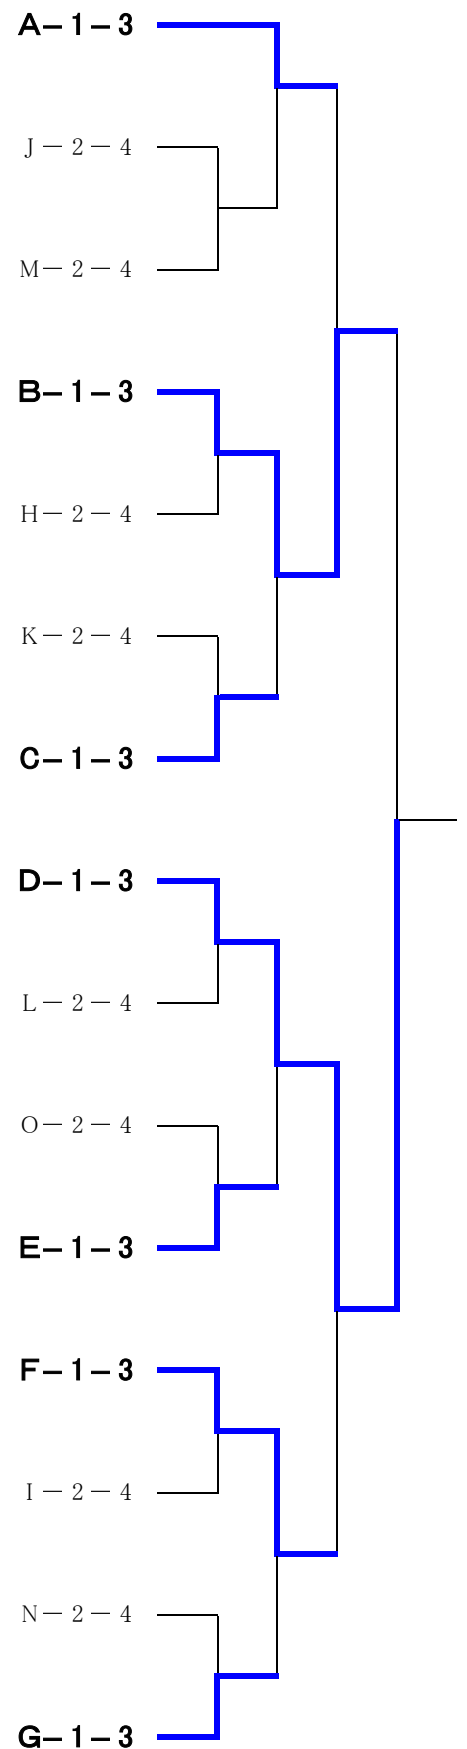 A－１－３
J－２－４
M－２－４
B－１－３
H－２－４
K－２－４
C－１－３
D－１－３
L－２－４
O－２－４
E－１－３
F－１－３
I－２－４
N－２－４
G－１－３